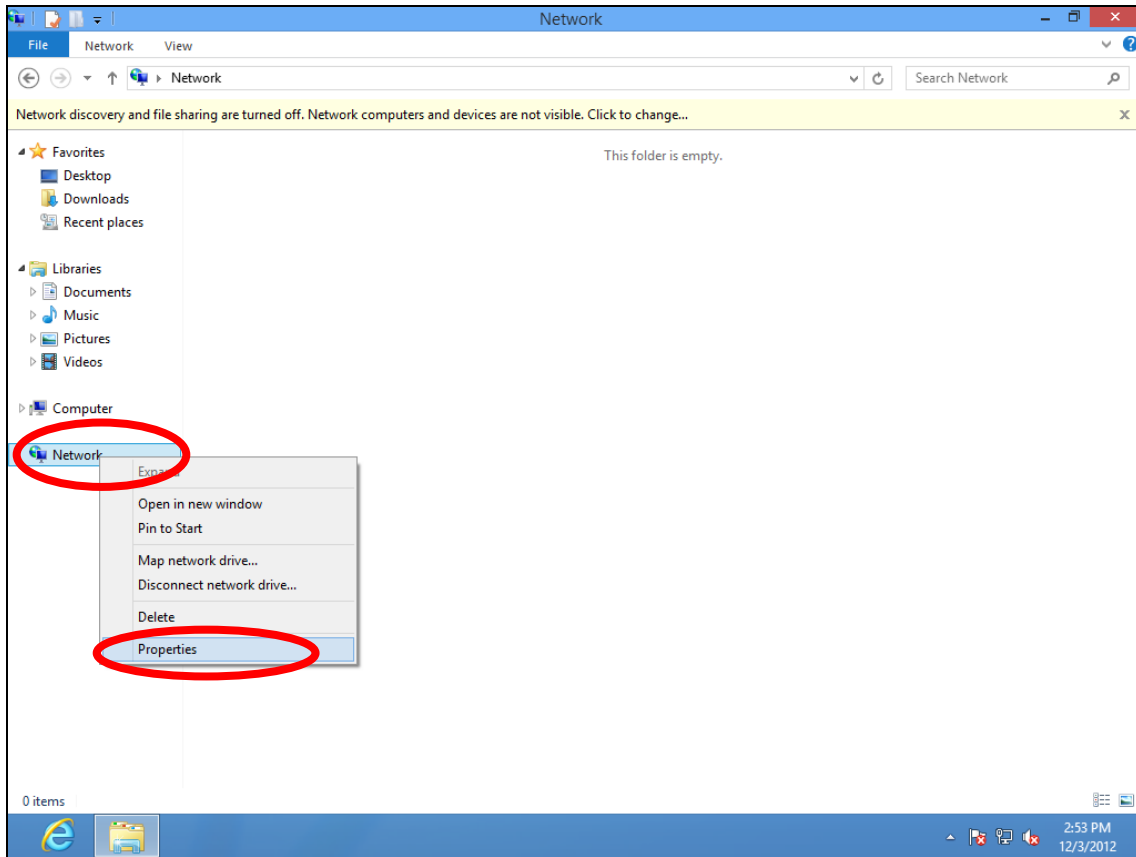 Network
File Network View
Network
Search Network
Network discovery and file sharing are turned off. Network computers and devices are not visible. Click to change...
Favorites
Desktop
Downloads
Recent places
Libraries
Documents
Music
Pictures
Videos
Computer
Network
This folder is empty.
Expand
Open in new window
Pin to Start
Map network drive...
Disconnect network drive...
Delete
Properties
0 items
2:53 PM
12/3/2012